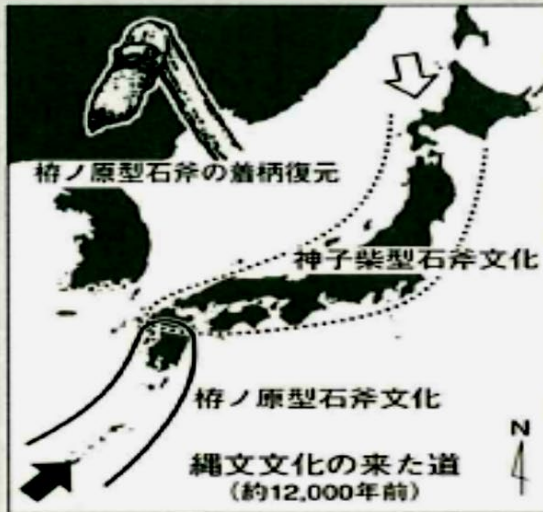 栫ノ原型石斧の着柄復元
神子柴型石斧文化
栫ノ原型石斧文化
N
縄文文化の来た道
(約12,000年前)